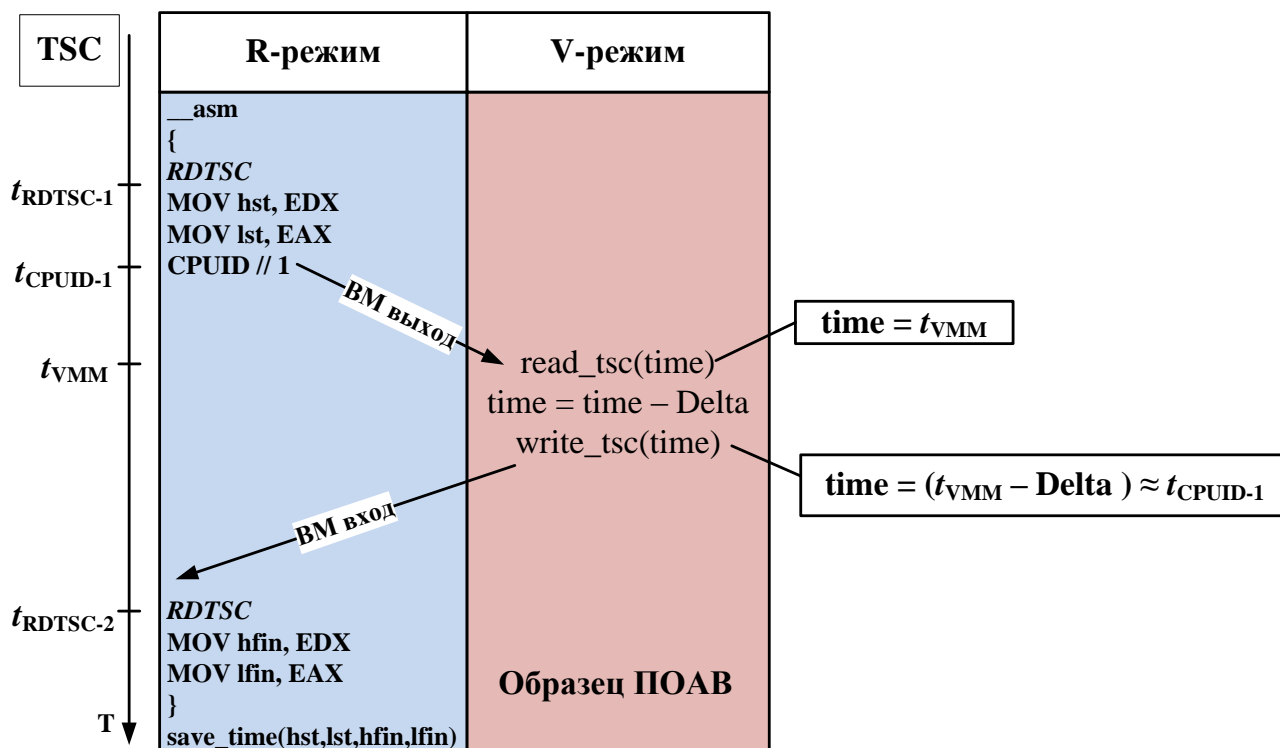 TSC
R-режим
V-режим
__asm
{
RDTSC
tRDTSC-1
MOV hst, EDX
MOV lst, EAX
tCPUID-1
CPUID // 1
ВМ выход
time = tVMM
tVMM
read_tsc(time)
time = time – Delta
write_tsc(time)
time = (tVMM – Delta ) ≈ tCPUID-1
ВМ вход
tRDTSC-2
RDTSC
MOV hfin, EDX
MOV lfin, EAX
Образец ПОАВ
}
T
save_time(hst,lst,hfin,lfin)